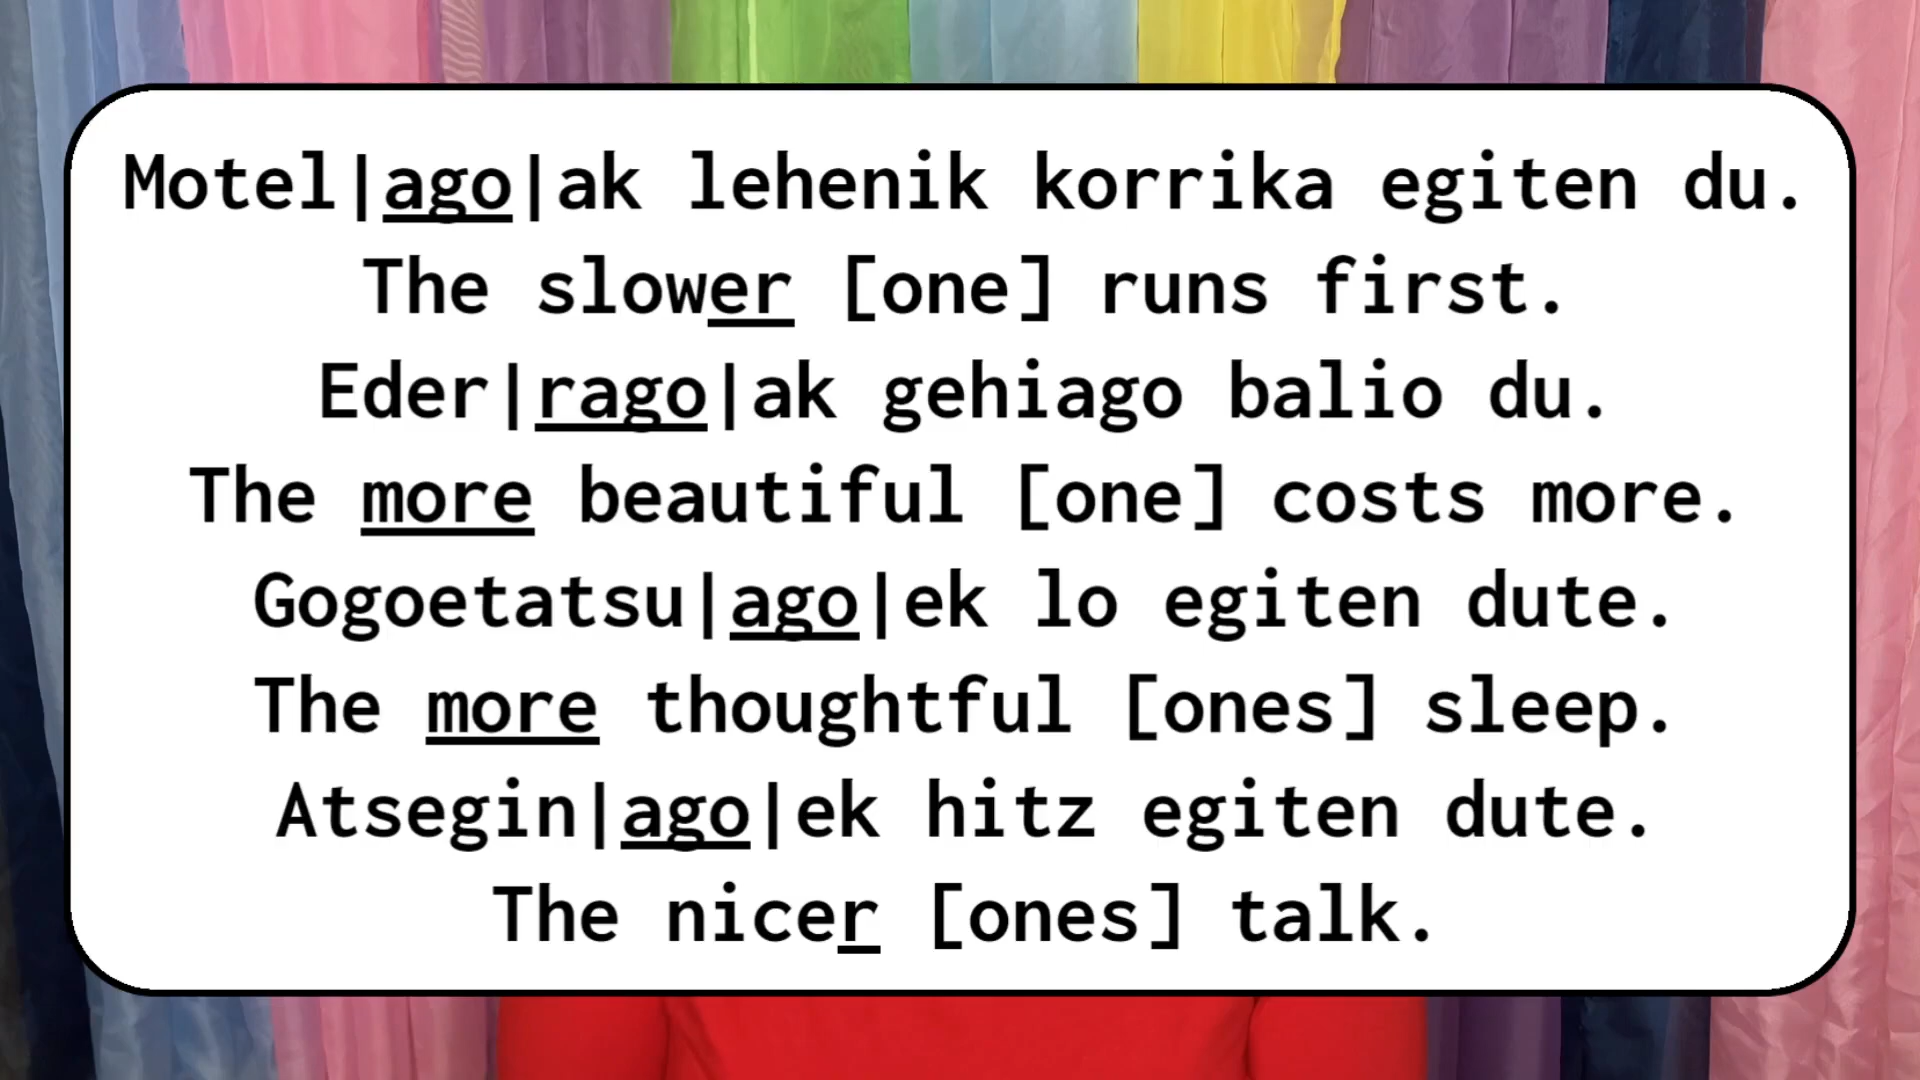 Motel|ago|ak lehenik korrika egiten du.
The slower [one] runs first.
Eder|rago|ak gehiago balio du.
The more beautiful [one] costs more.
Gogoetatsu|ago|ek lo egiten dute.
The more thoughtful [ones] sleep.
Atsegin|ago|ek hitz egiten dute.
The nicer [ones] talk.